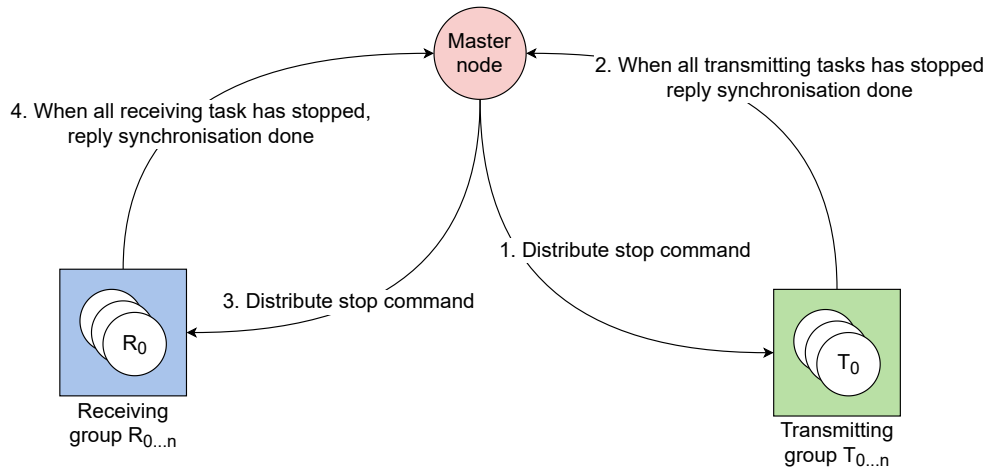 Master
node
2. When all transmitting tasks has stopped
reply synchronisation done
4. When all receiving task has stopped,
reply synchronisation done
1. Distribute stop command
3. Distribute stop command
R0
T0
Receiving
group R0...n
Transmitting
group T0...n